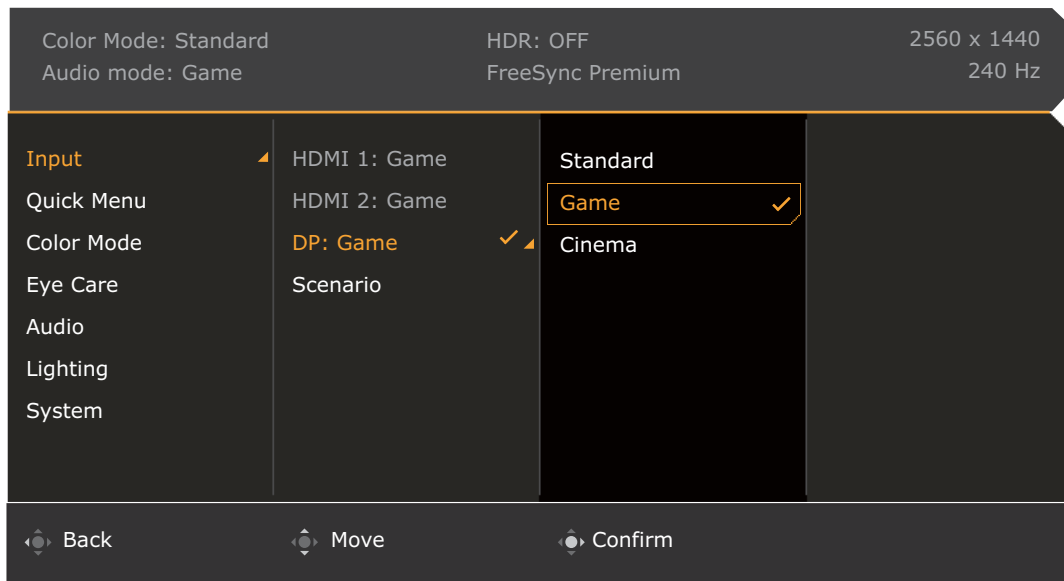 Color Mode: Standard
HDR: OFF
2560 x 1440
Audio mode: Game
FreeSync Premium
240 Hz
Input
Quick Menu
Color Mode
Eye Care
Audio
Lighting
System
HDMI 1: Game
HDMI 2: Game
DP: Game
Scenario
Standard
Game
Cinema
Back
Move
Confirm